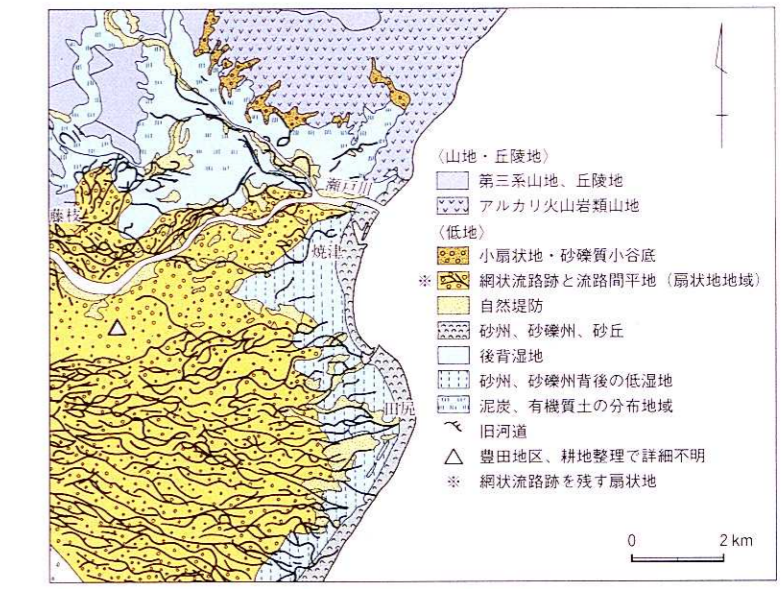 〈山地・丘陵地〉
第三系山地、丘陵地
アルカリ火山岩類山地
〈低地〉
小扇状地・砂礫質小谷底
※ 網状流路跡と流路間平地（扇状地地域）
自然堤防
砂州、砂礫州、砂丘
後背湿地
砂州、砂礫州背後の低湿地
泥炭、有機質土の分布地域
旧河道
△ 豊田地区、耕地整理で詳細不明
※ 網状流路跡を残す扇状地
瀬戸川
藤枝
焼津
田尻
0 2 km